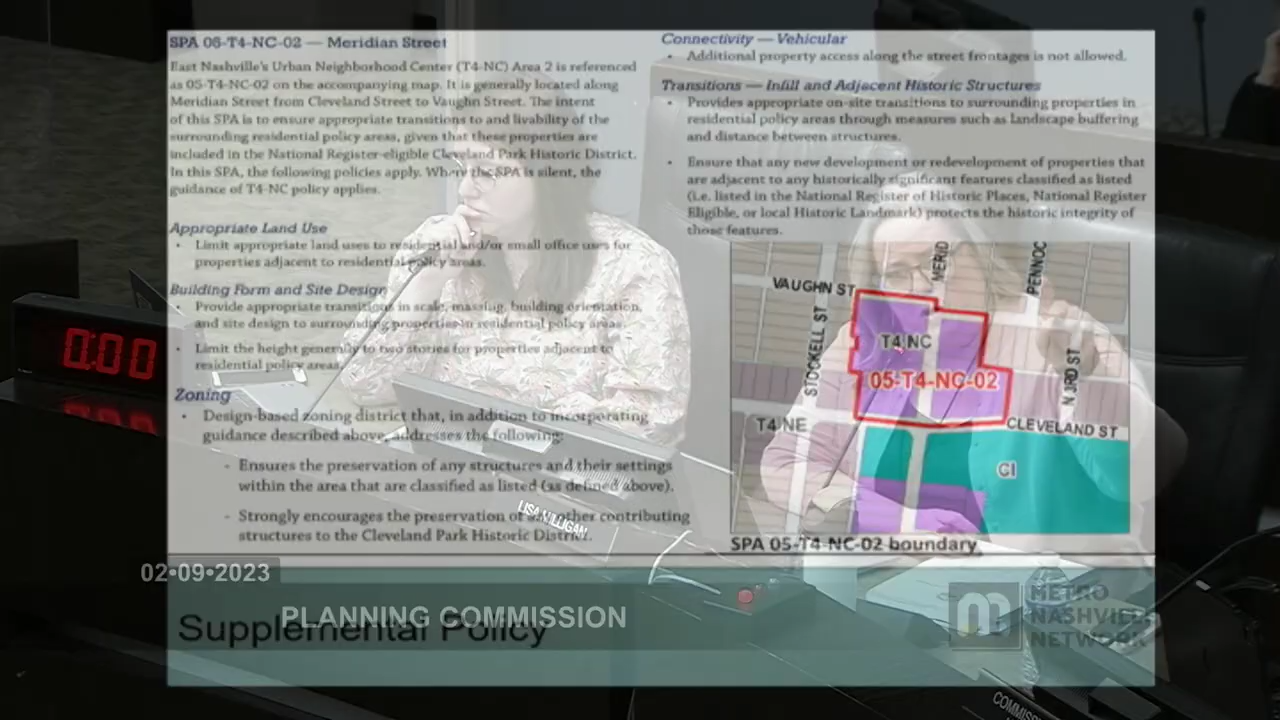 SPA 05-T4-NC-02 — Meridian Street
East Nashville's Urban Neighborhood Center (T4-NC) Area 2 is referenced
as 05-T4-NC-02 on the accompanying map. It is generally located along
Meridian Street from Cleveland Street to Vaughn Street. The intent
of this SPA is to ensure appropriate transitions to and livability of the
surrounding residential policy areas, given that these properties are
included in the National Register-eligible Cleveland Park Historic District.
In this SPA, the following policies apply. Where the SPA is silent, the
guidance of T4-NC policy applies.
Appropriate Land Use
• Limit appropriate land uses to residential and/or small office uses for
properties adjacent to residential policy areas.
Building Form and Site Design
• Provide appropriate transitions in scale, massing, building orientation,
and site design to surrounding properties in residential policy areas.
• Limit the height generally to two stories for properties adjacent to
residential policy areas.
Zoning
• Design-based zoning district that, in addition to incorporating
guidance described above, addresses the following:
- Ensures the preservation of any structures and their settings
within the area that are classified as listed (as defined above).
- Strongly encourages the preservation of any other contributing
structures to the Cleveland Park Historic District.
Connectivity — Vehicular
• Additional property access along the street frontages is not allowed.
Transitions — Infill and Adjacent Historic Structures
• Provides appropriate on-site transitions to surrounding properties in
residential policy areas through measures such as landscape buffering
and distance between structures.
• Ensure that any new development or redevelopment of properties that
are adjacent to any historically significant features classified as listed
(i.e. listed in the National Register of Historic Places, National Register
Eligible, or local Historic Landmark) protects the historic integrity of
those features.
VAUGHN ST
MERID
PENNOC
STOCKELL ST
T4 NC
05-T4-NC-02
N 3RD ST
T4 NE
CLEVELAND ST
CI
SPA 05-T4-NC-02 boundary
0:00
LISA MILLIGAN
02•09•2023
PLANNING COMMISSION
Supplemental Policy
m
METRO
NASHVILLE
NETWORK
COMMISS